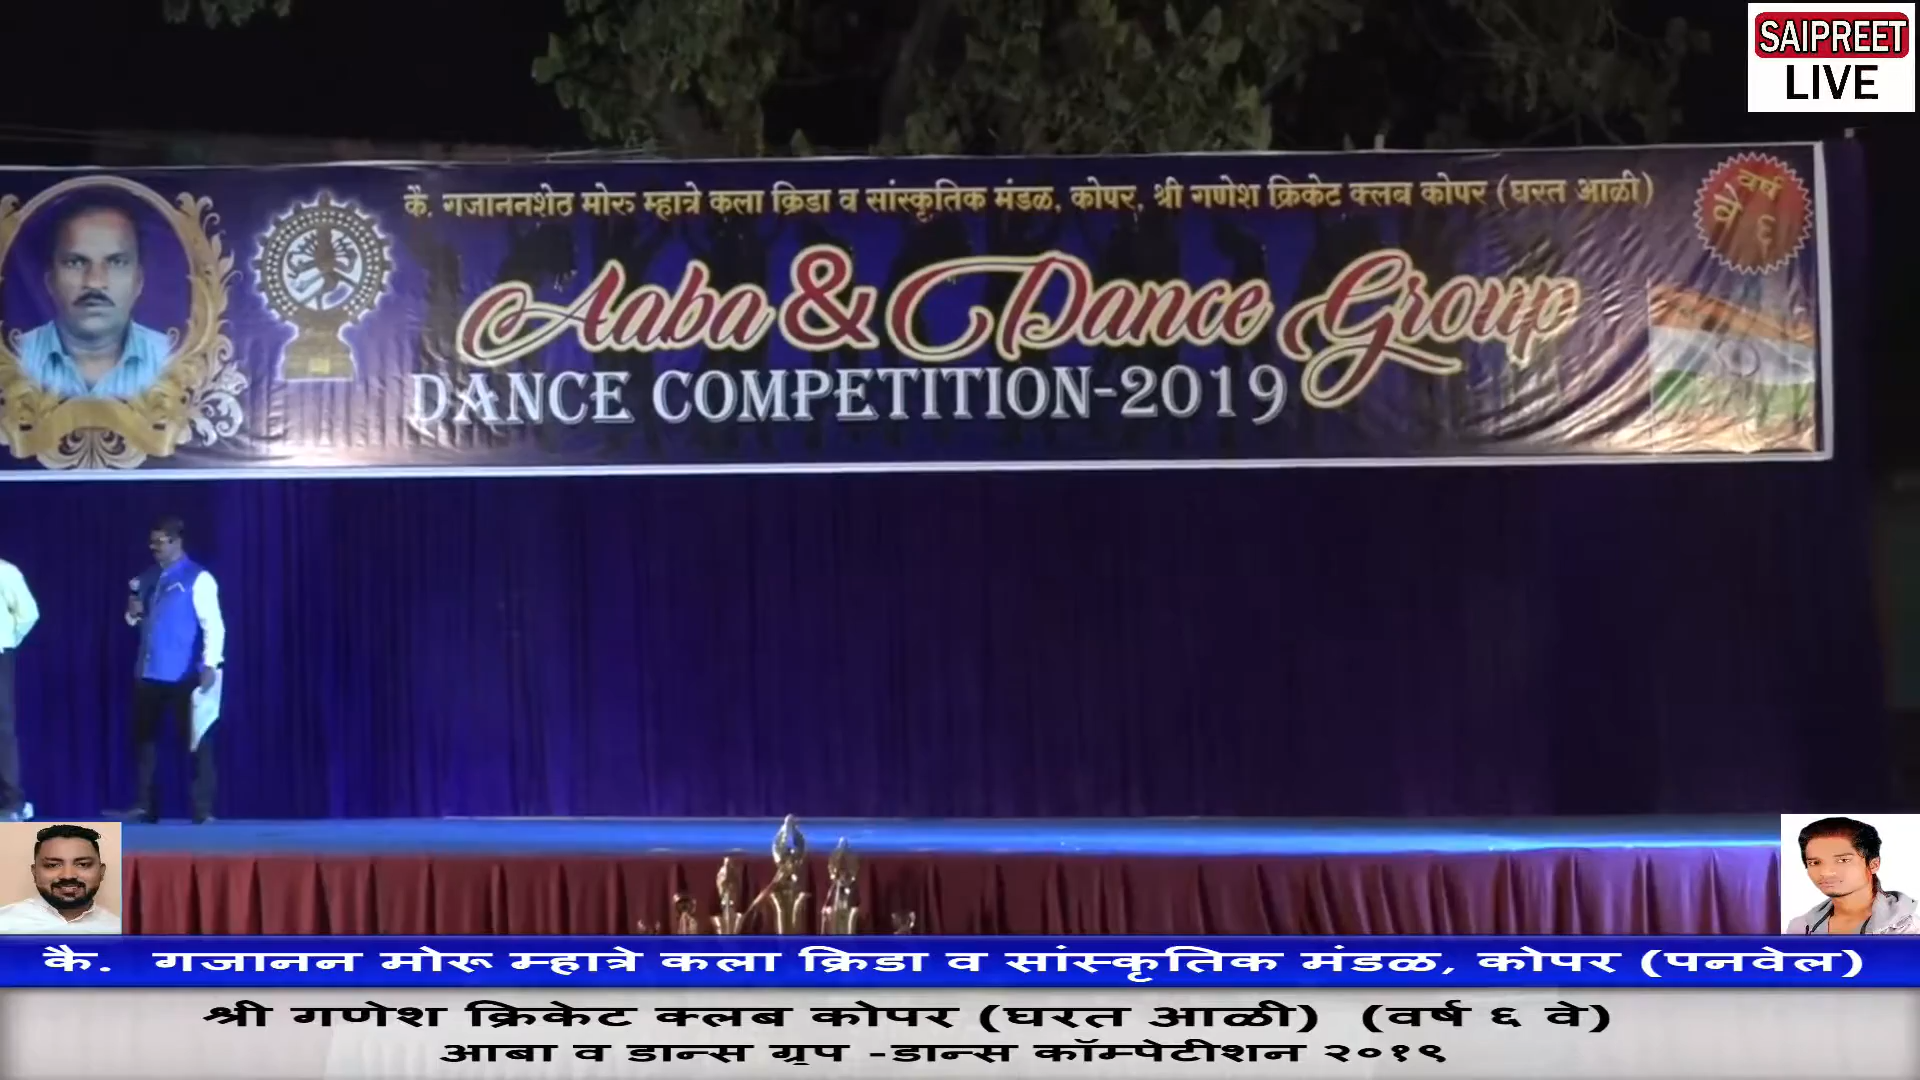 SAIPREET
LIVE
कै. गजाननशेठ मोरु म्हात्रे कला क्रिडा व सांस्कृतिक मंडळ, कोपर, श्री गणेश क्रिकेट क्लब कोपर (घरत आळी)
वर्ष
६ वे
Aaba & Dance Group
DANCE COMPETITION-2019
कै. गजानन मोरू म्हात्रे कला क्रिडा व सांस्कृतिक मंडळ, कोपर (पनवेल)
श्री गणेश क्रिकेट क्लब कोपर (घरत आळी) (वर्ष ६ वे)
आबा व डान्स ग्रूप -डान्स कॉम्पेटीशन २०१९